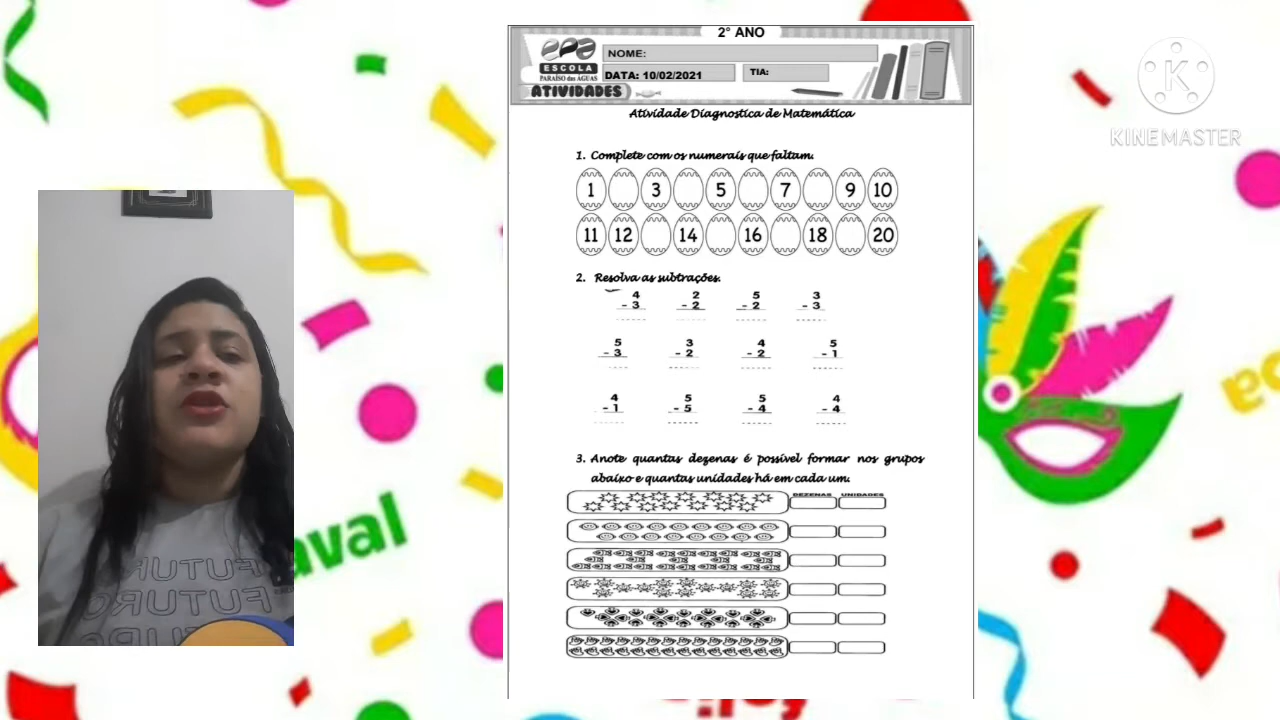 2° ANO
NOME:
ESCOLA
PARAÍSO das ÁGUAS
DATA: 10/02/2021
TIA:
ATIVIDADES
Atividade Diagnostica de Matemática
1. Complete com os numerais que faltam.
1 3 5 7 9 10
11 12 14 16 18 20
2. Resolva as subtrações.
4 2 5 3
- 3 - 2 - 2 - 3
5 3 4 5
- 3 - 2 - 2 - 1
4 5 5 4
- 1 - 5 - 4 - 4
3. Anote quantas dezenas é possível formar nos grupos
abaixo e quantas unidades há em cada um.
DEZENAS UNIDADES
KINEMASTER
FUTURO
FUTURO
aval